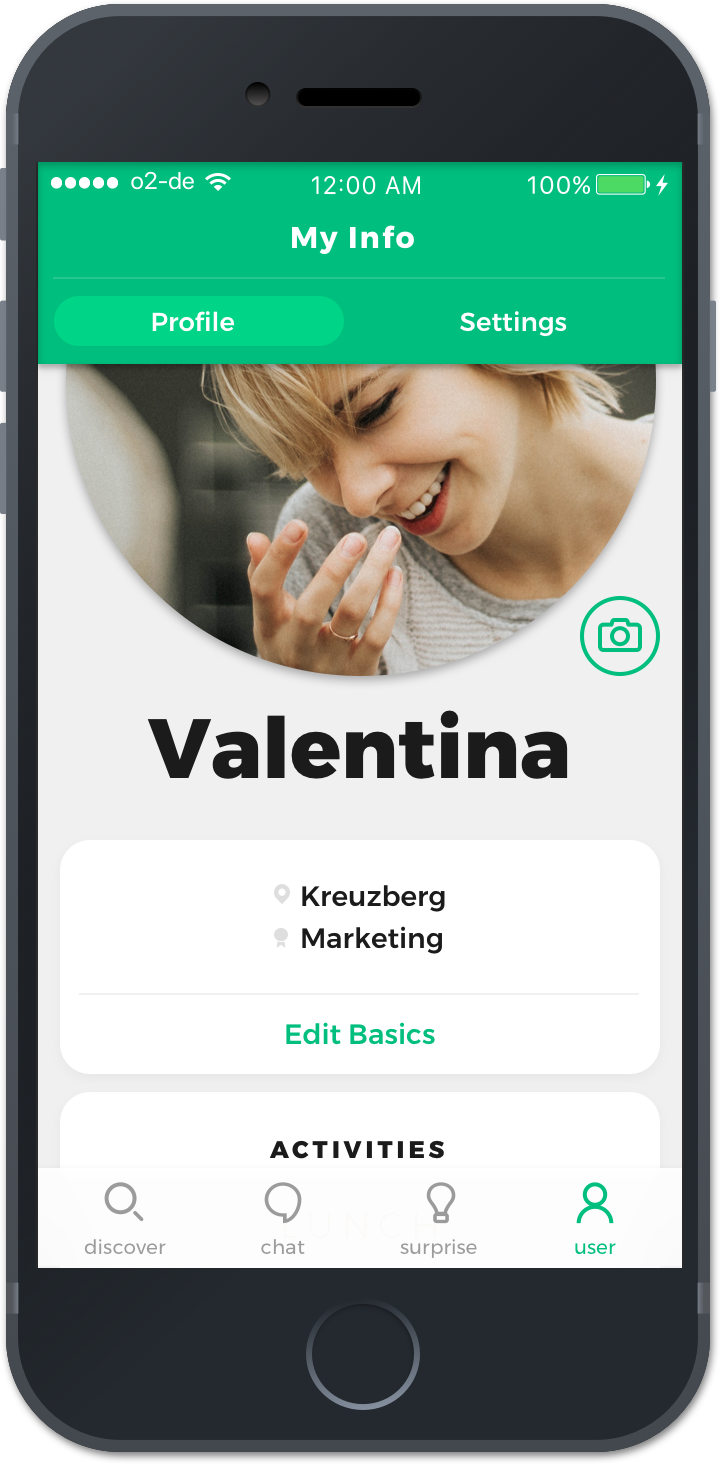 o2-de 12:00 AM 100%
My Info
Profile Settings
Valentina
Kreuzberg
Marketing
Edit Basics
ACTIVITIES
LUNCH
discover chat surprise user